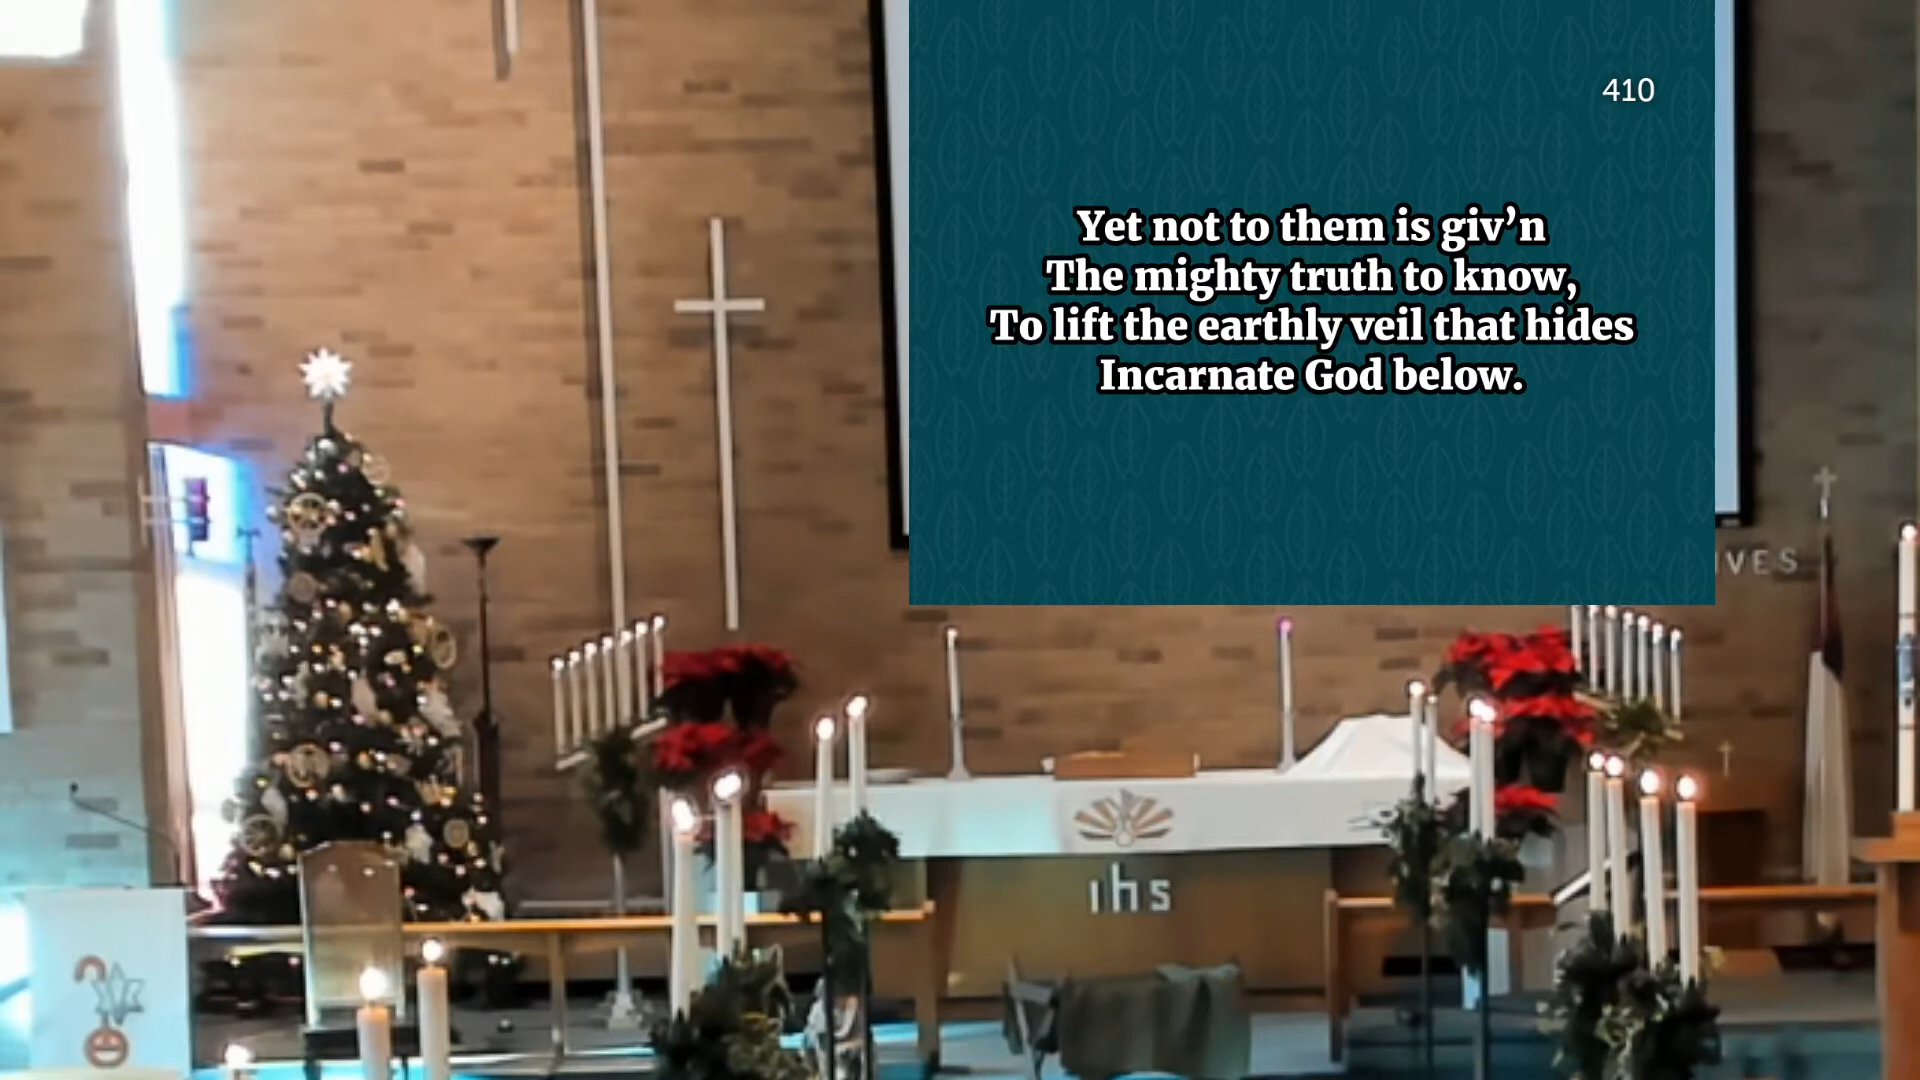 410
Yet not to them is giv’n
The mighty truth to know,
To lift the earthly veil that hides
Incarnate God below.
IVES
ihs